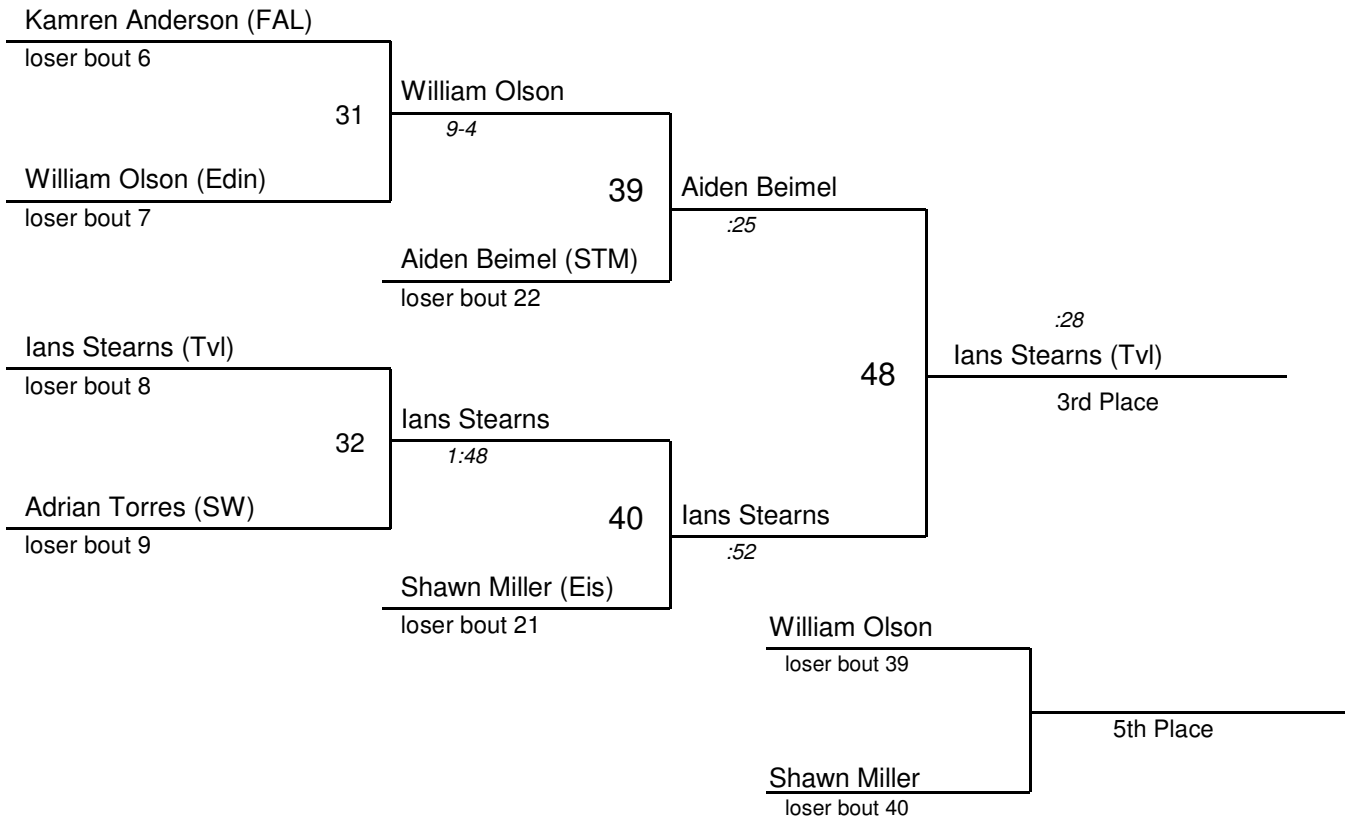 Kamren Anderson (FAL)
loser bout 6
31
William Olson
9-4
William Olson (Edin)
loser bout 7
39
Aiden Beimel
:25
Aiden Beimel (STM)
loser bout 22
Ians Stearns (Tvl)
loser bout 8
32
Ians Stearns
1:48
Adrian Torres (SW)
loser bout 9
40
Ians Stearns
:52
Shawn Miller (Eis)
loser bout 21
48
:28
Ians Stearns (Tvl)
3rd Place
William Olson
loser bout 39
5th Place
Shawn Miller
loser bout 40